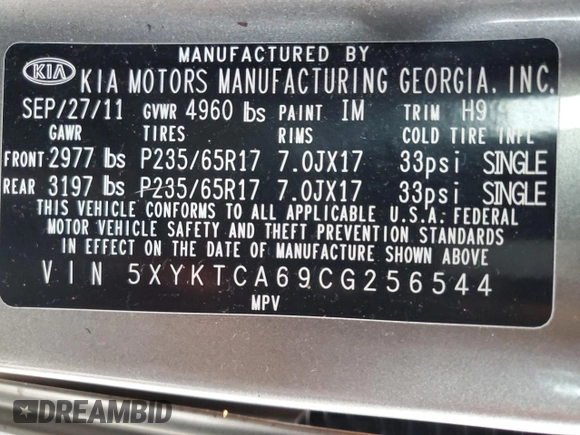 MANUFACTURED BY
KIA KIA MOTORS MANUFACTURING GEORGIA, INC.
SEP/27/11 GVWR 4960 lbs PAINT IM TRIM H9
GAWR TIRES RIMS COLD TIRE INFL
FRONT 2977 lbs P235/65R17 7.0JX17 33psi SINGLE
REAR 3197 lbs P235/65R17 7.0JX17 33psi SINGLE
THIS VEHICLE CONFORMS TO ALL APPLICABLE U.S.A. FEDERAL
MOTOR VEHICLE SAFETY AND THEFT PREVENTION STANDARDS
IN EFFECT ON THE DATE OF MANUFACTURE SHOWN ABOVE.
VIN 5XYKTCA69CG256544
MPV
DREAMBID